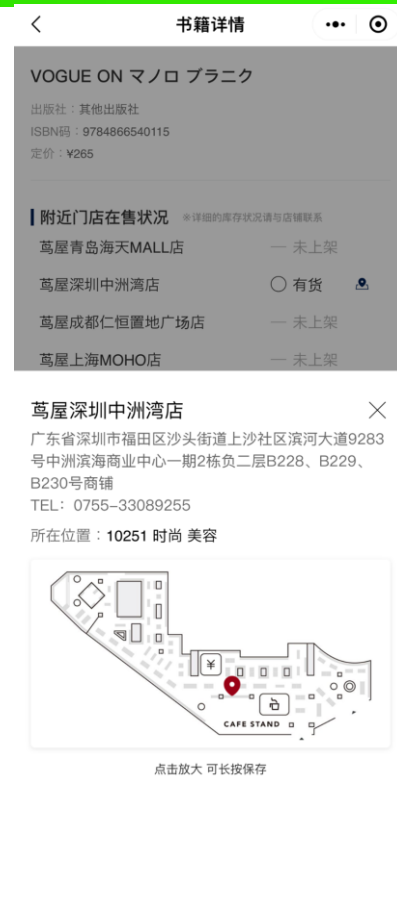 书籍详情
VOGUE ON マノロ ブラニク
出版社：其他出版社
ISBN码：9784866540115
定价：¥265
附近门店在售状况 ※详细的库存状况请与店铺联系
茑屋青岛海天MALL店 — 未上架
茑屋深圳中洲湾店 〇 有货
茑屋成都仁恒置地广场店 — 未上架
茑屋上海MOHO店 — 未上架
茑屋深圳中洲湾店
广东省深圳市福田区沙头街道上沙社区滨河大道9283
号中洲滨海商业中心一期2栋负二层B228、B229、
B230号商铺
TEL：0755-33089255
所在位置：10251 时尚 美容
¥
CAFE STAND
点击放大 可长按保存